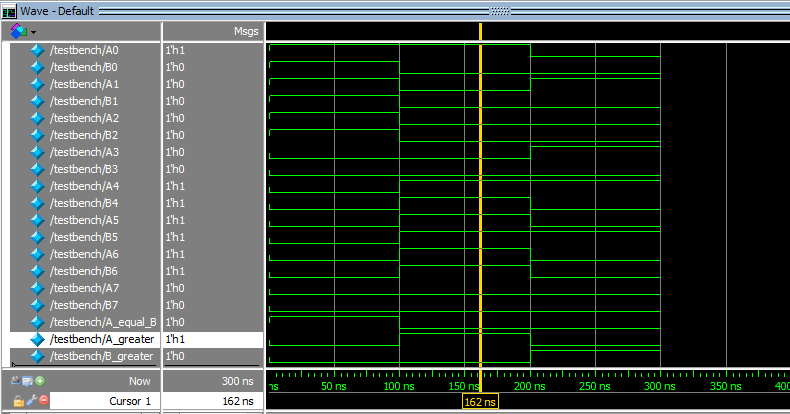 Wave - Default
Msgs
/testbench/A0 1'h1
/testbench/B0 1'h0
/testbench/A1 1'h0
/testbench/B1 1'h0
/testbench/A2 1'h0
/testbench/B2 1'h0
/testbench/A3 1'h0
/testbench/B3 1'h0
/testbench/A4 1'h1
/testbench/B4 1'h1
/testbench/A5 1'h1
/testbench/B5 1'h1
/testbench/A6 1'h1
/testbench/B6 1'h1
/testbench/A7 1'h0
/testbench/B7 1'h0
/testbench/A_equal_B 1'h0
/testbench/A_greater 1'h1
/testbench/B_greater 1'h0
Now 300 ns ns 50 ns 100 ns 150 ns 200 ns 250 ns 300 ns 350 ns 400
Cursor 1 162 ns 162 ns